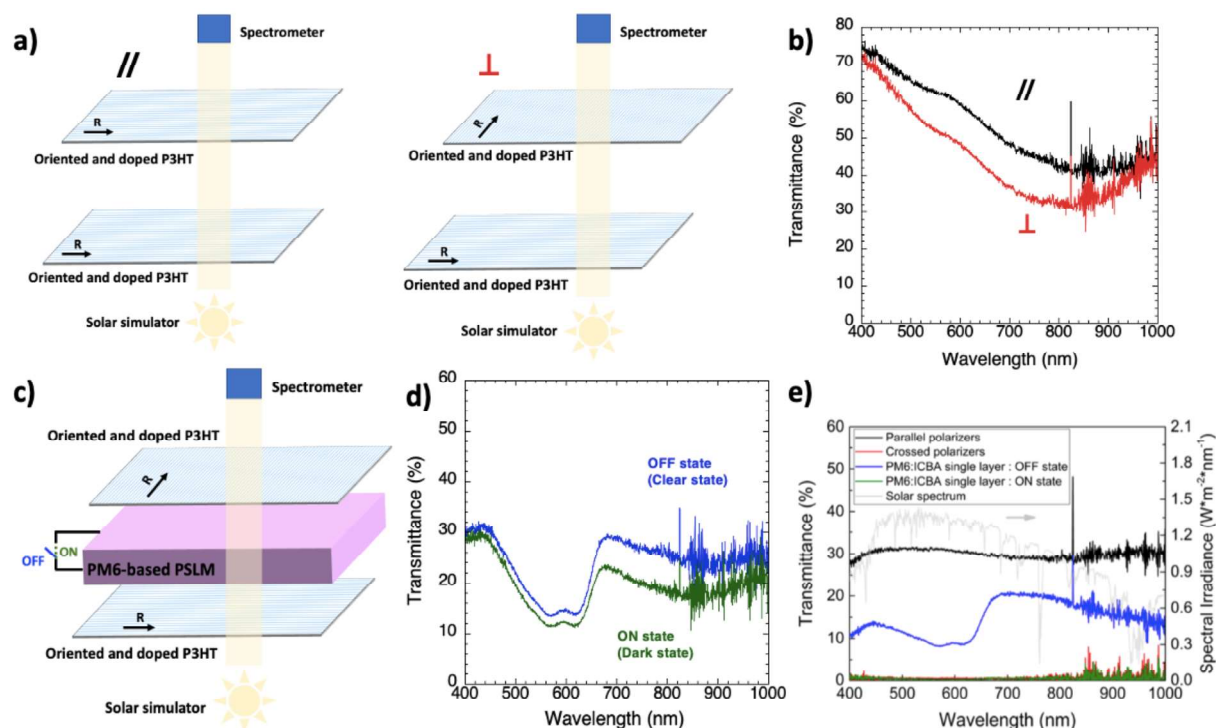 a)
Spectrometer
//
R
Oriented and doped P3HT
R
Oriented and doped P3HT
Solar simulator
Spectrometer
⊥
R
Oriented and doped P3HT
R
Oriented and doped P3HT
Solar simulator
b)
80
70
60
50
40
30
20
10
0
Transmittance (%)
//
⊥
400 500 600 700 800 900 1000
Wavelength (nm)
c)
Spectrometer
Oriented and doped P3HT
R
OFF
ON
PM6-based PSLM
R
Oriented and doped P3HT
Solar simulator
d)
60
50
40
30
20
10
0
Transmittance (%)
OFF state
(Clear state)
ON state
(Dark state)
400 500 600 700 800 900 1000
Wavelength (nm)
e)
60
50
40
30
20
10
0
Transmittance (%)
Parallel polarizers
Crossed polarizers
PM6:ICBA single layer : OFF state
PM6:ICBA single layer : ON state
Solar spectrum
2.1
1.8
1.5
1.2
0.9
0.6
0.3
0.0
Spectral Irradiance (W*m⁻²*nm⁻¹)
400 500 600 700 800 900 1000
Wavelength (nm)